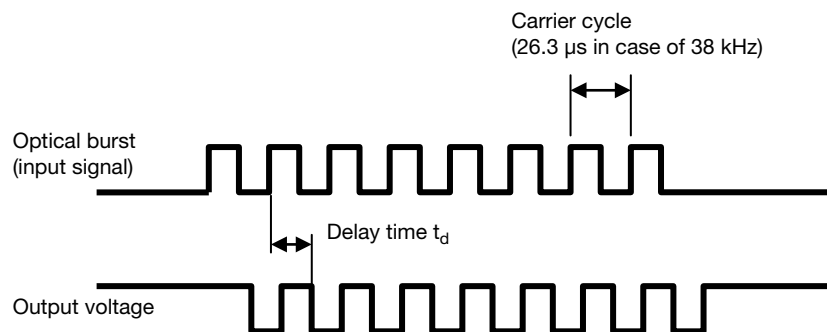 Carrier cycle
(26.3 µs in case of 38 kHz)
Optical burst
(input signal)
Delay time td
Output voltage